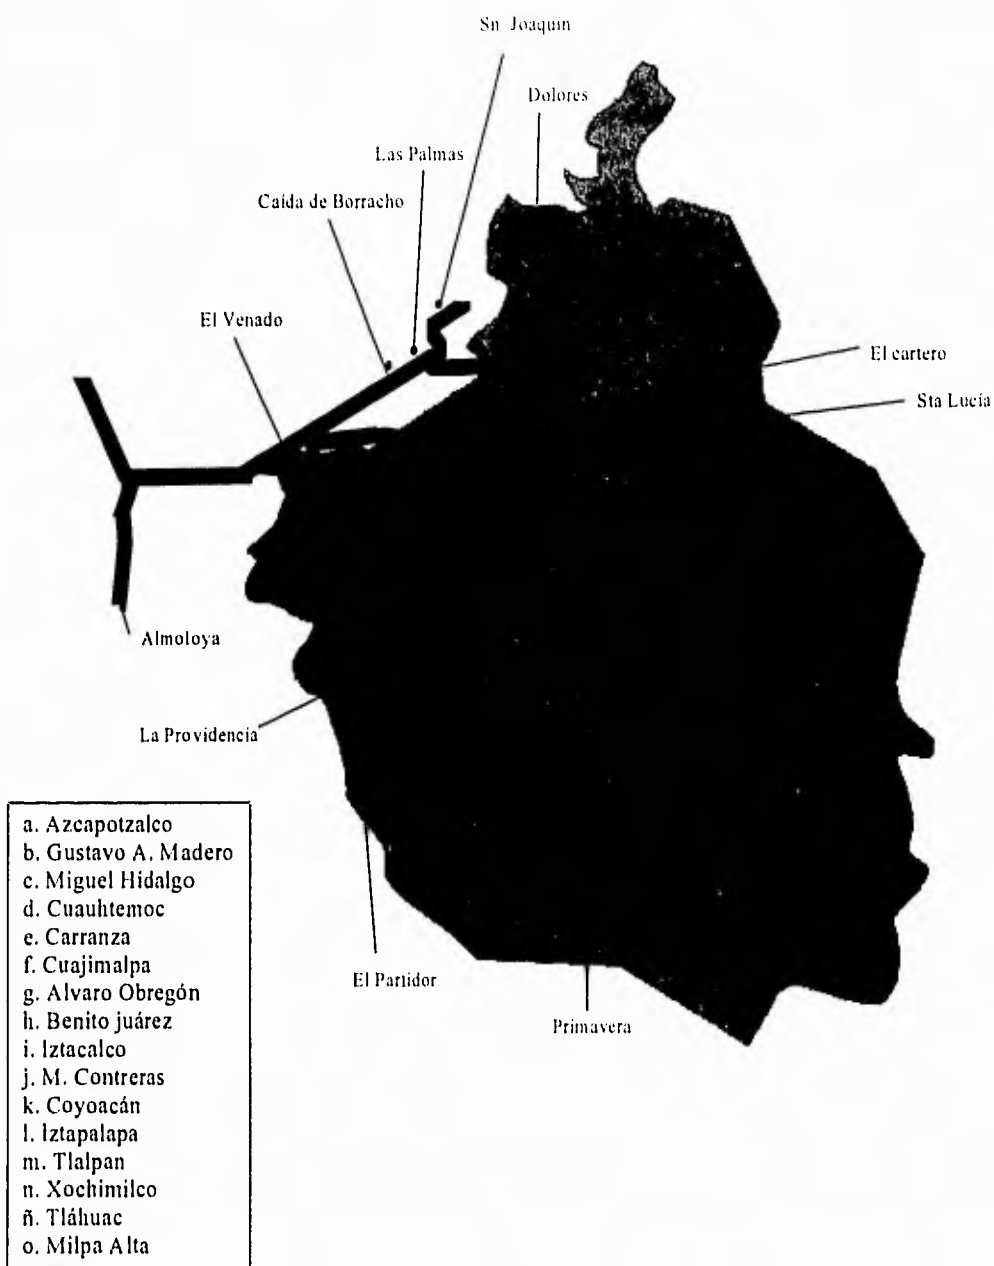 Sn Joaquin
Dolores
Las Palmas
Caída de Borracho
El Venado
El cartero
Sta Lucía
Almoloya
La Providencia
El Partidor
Primavera
a. Azcapotzalco
b. Gustavo A. Madero
c. Miguel Hidalgo
d. Cuauhtemoc
e. Carranza
f. Cuajimalpa
g. Alvaro Obregón
h. Benito juárez
i. Iztacalco
j. M. Contreras
k. Coyoacán
l. Iztapalapa
m. Tlalpan
n. Xochimilco
ñ. Tláhuac
o. Milpa Alta